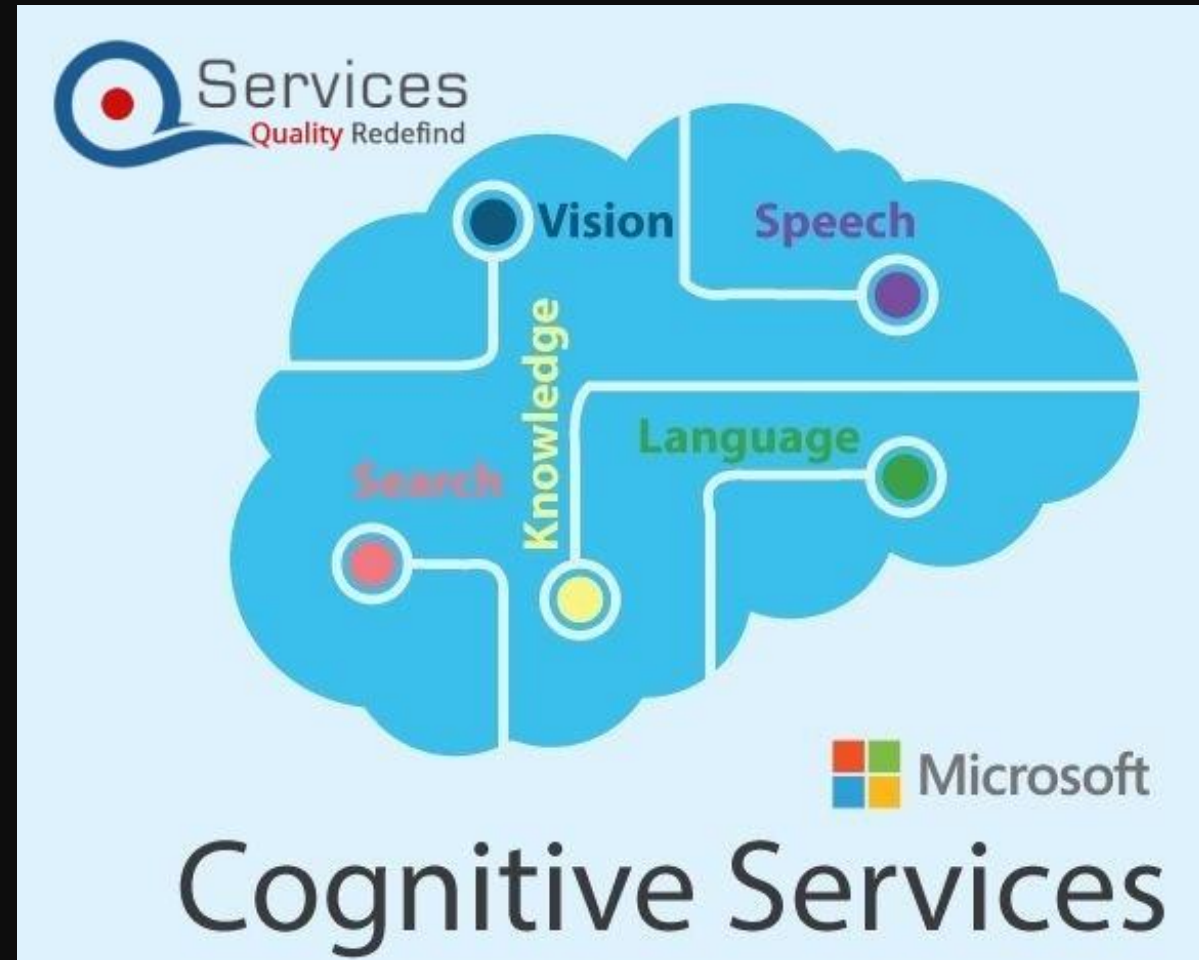 Services
Quality Redefind
Vision
Speech
Knowledge
Language
Search
Microsoft
Cognitive Services